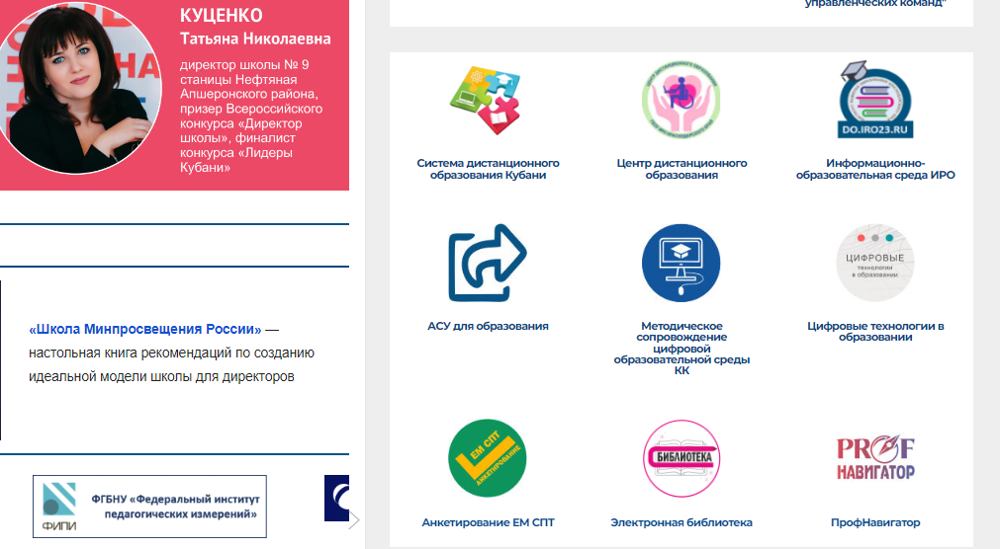 КУЦЕНКО
Татьяна Николаевна
директор школы № 9
станицы Нефтяная
Апшеронского района,
призер Всероссийского
конкурса «Директор
школы», финалист
конкурса «Лидеры
Кубани»
«Школа Минпросвещения России» —
настольная книга рекомендаций по созданию
идеальной модели школы для директоров
ФИПИ
ФГБНУ «Федеральный институт
педагогических измерений»
управленческих команд"
Система дистанционного
образования Кубани
Центр дистанционного
образования
DO.IRO23.RU
Информационно-
образовательная среда ИРО
АСУ для образования
Методическое
сопровождение
цифровой
образовательной среды
КК
ЦИФРОВЫЕ
технологии
в образовании
Цифровые технологии в
образовании
ЕМ СПТ
АНКЕТИРОВАНИЕ
Анкетирование ЕМ СПТ
БИБЛИОТЕКА
Электронная библиотека
PROF
НАВИГАТОР
ПрофНавигатор